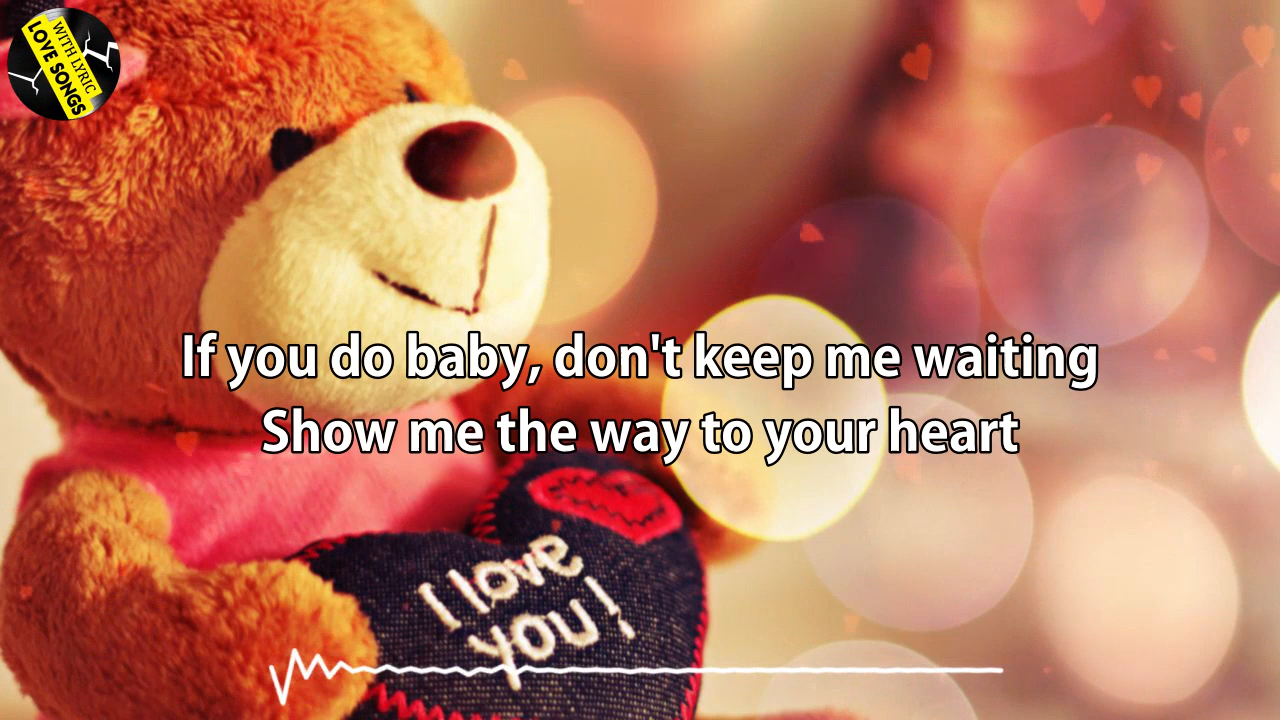 WITH LYRIC
LOVE SONGS
If you do baby, don't keep me waiting
Show me the way to your heart
I love
you!